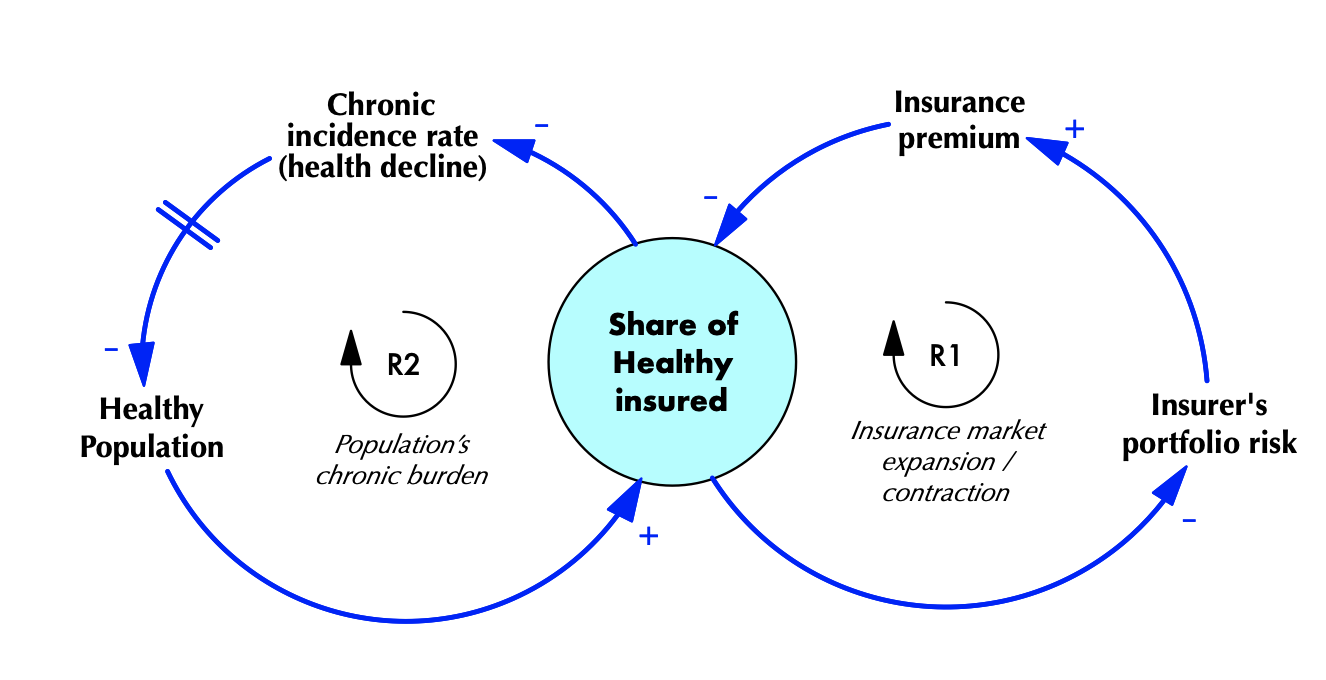 Chronic
incidence rate
(health decline)
–
Insurance
premium
+
–
–
Healthy
Population
R2
Population’s
chronic burden
Share of
Healthy
insured
R1
Insurance market
expansion /
contraction
Insurer's
portfolio risk
–
+